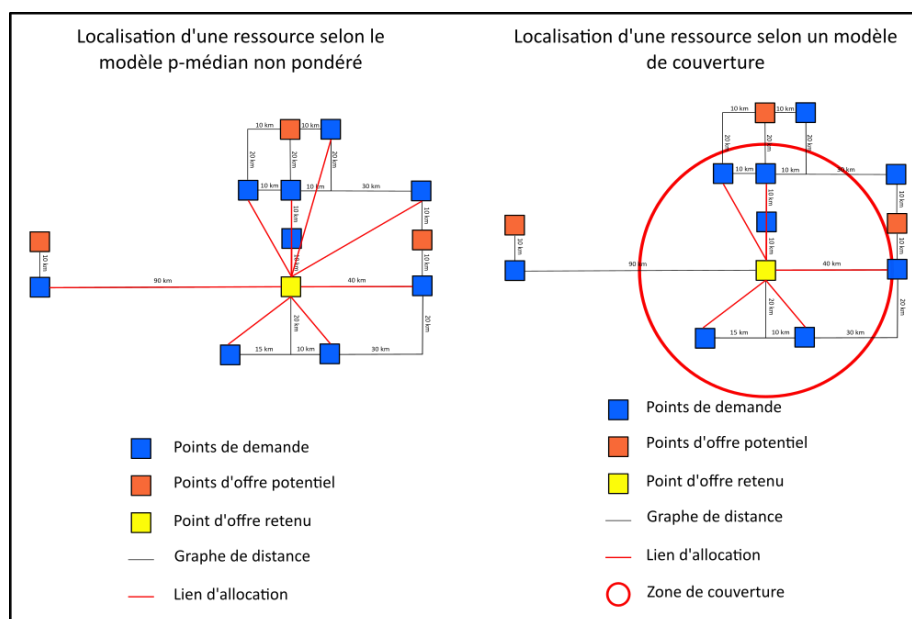 Localisation d'une ressource selon le
modèle p-médian non pondéré
10 km
10 km
20 km
20 km
20 km
10 km
10 km
30 km
10 km
10 km
10 km
10 km
10 km
90 km
40 km
20 km
20 km
15 km
10 km
30 km
Points de demande
Points d'offre potentiel
Point d'offre retenu
Graphe de distance
Lien d'allocation
Localisation d'une ressource selon un modèle
de couverture
10 km
10 km
20 km
20 km
20 km
10 km
10 km
30 km
10 km
10 km
10 km
10 km
10 km
90 km
40 km
20 km
20 km
15 km
10 km
30 km
Points de demande
Points d'offre potentiel
Point d'offre retenu
Graphe de distance
Lien d'allocation
Zone de couverture